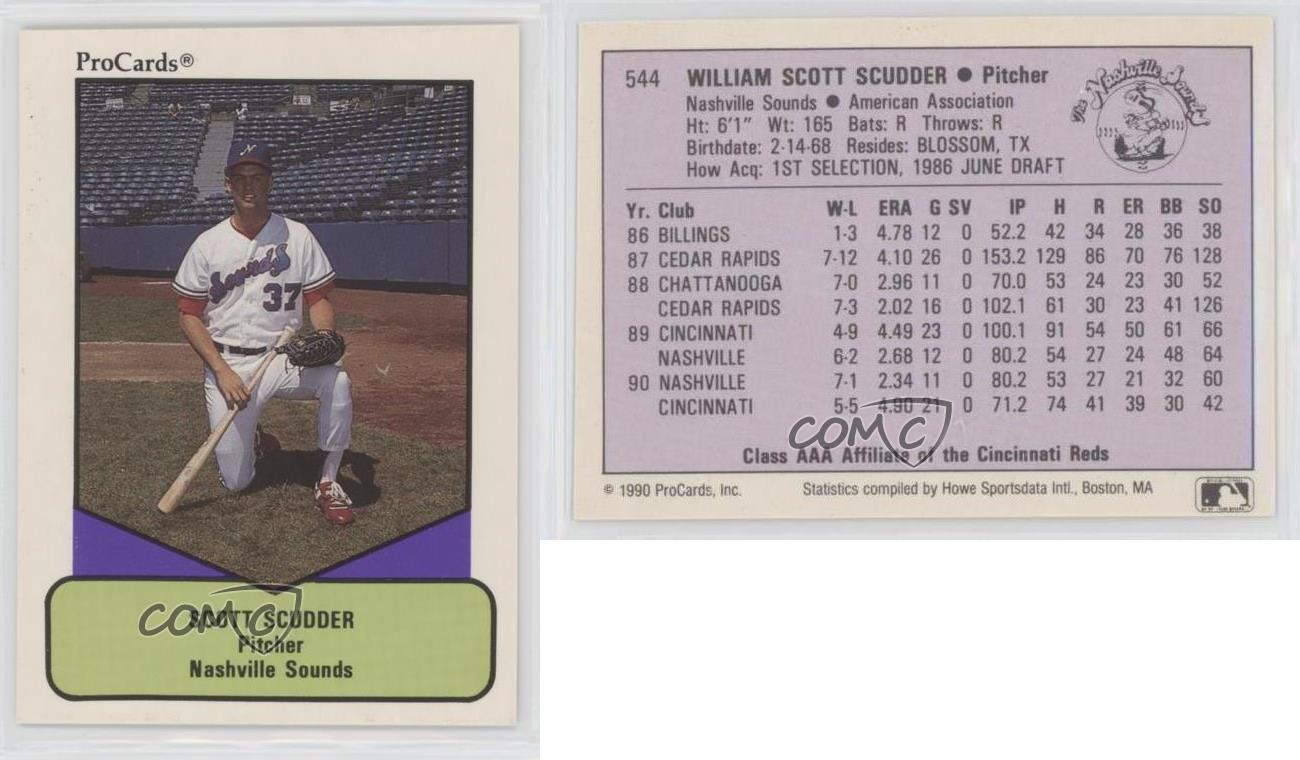 ProCards®
N
Sounds
37
SCOTT SCUDDER
Pitcher
Nashville Sounds
COMC
544 WILLIAM SCOTT SCUDDER ● Pitcher
Nashville Sounds ● American Association
Ht: 6'1" Wt: 165 Bats: R Throws: R
Birthdate: 2-14-68 Resides: BLOSSOM, TX
How Acq: 1ST SELECTION, 1986 JUNE DRAFT
The Nashville Sounds
Yr. Club W-L ERA G SV IP H R ER BB SO
86 BILLINGS 1-3 4.78 12 0 52.2 42 34 28 36 38
87 CEDAR RAPIDS 7-12 4.10 26 0 153.2 129 86 70 76 128
88 CHATTANOOGA 7-0 2.96 11 0 70.0 53 24 23 30 52
CEDAR RAPIDS 7-3 2.02 16 0 102.1 61 30 23 41 126
89 CINCINNATI 4-9 4.49 23 0 100.1 91 54 50 61 66
NASHVILLE 6-2 2.68 12 0 80.2 54 27 24 48 64
90 NASHVILLE 7-1 2.34 11 0 80.2 53 27 21 32 60
CINCINNATI 5-5 4.90 21 0 71.2 74 41 39 30 42
COMC
Class AAA Affiliate of the Cincinnati Reds
© 1990 ProCards, Inc. Statistics compiled by Howe Sportsdata Intl., Boston, MA